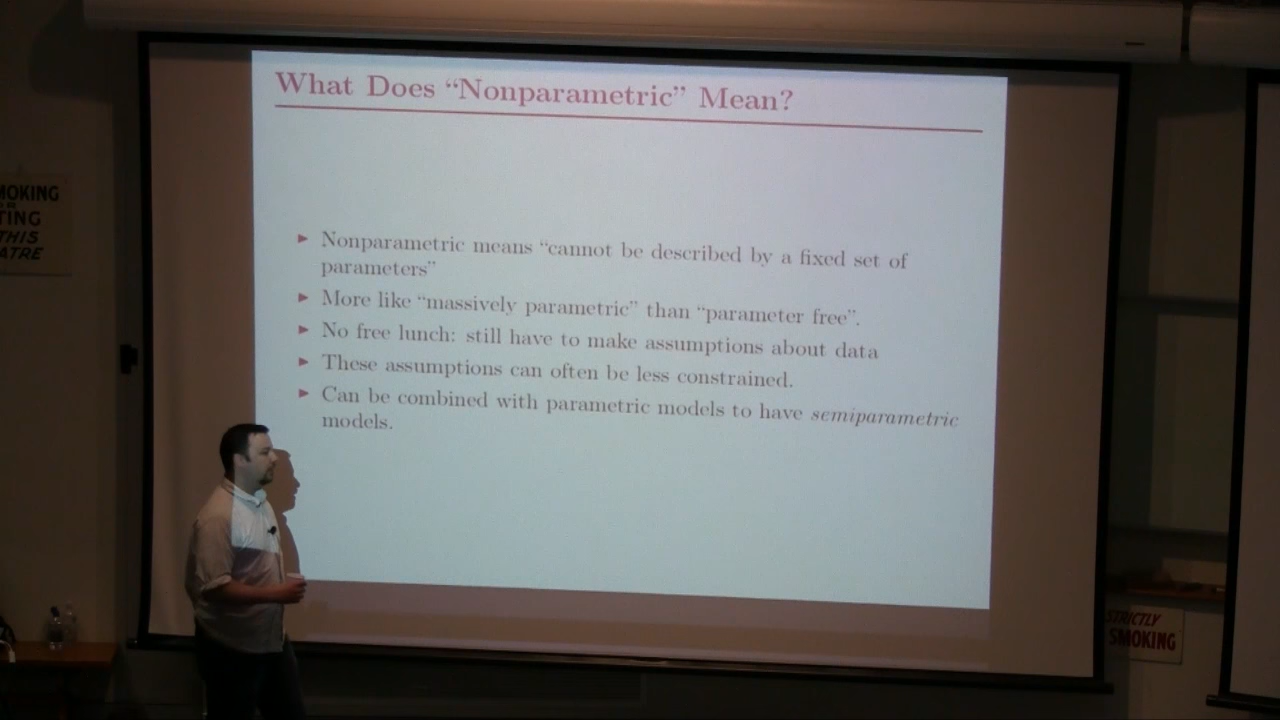 What Does “Nonparametric” Mean?
Nonparametric means “cannot be described by a fixed set of
parameters”
More like “massively parametric” than “parameter free”.
No free lunch: still have to make assumptions about data
These assumptions can often be less constrained.
Can be combined with parametric models to have semiparametric
models.
MOKING
OR
TING
THIS
ATRE
STRICTLY
SMOKING